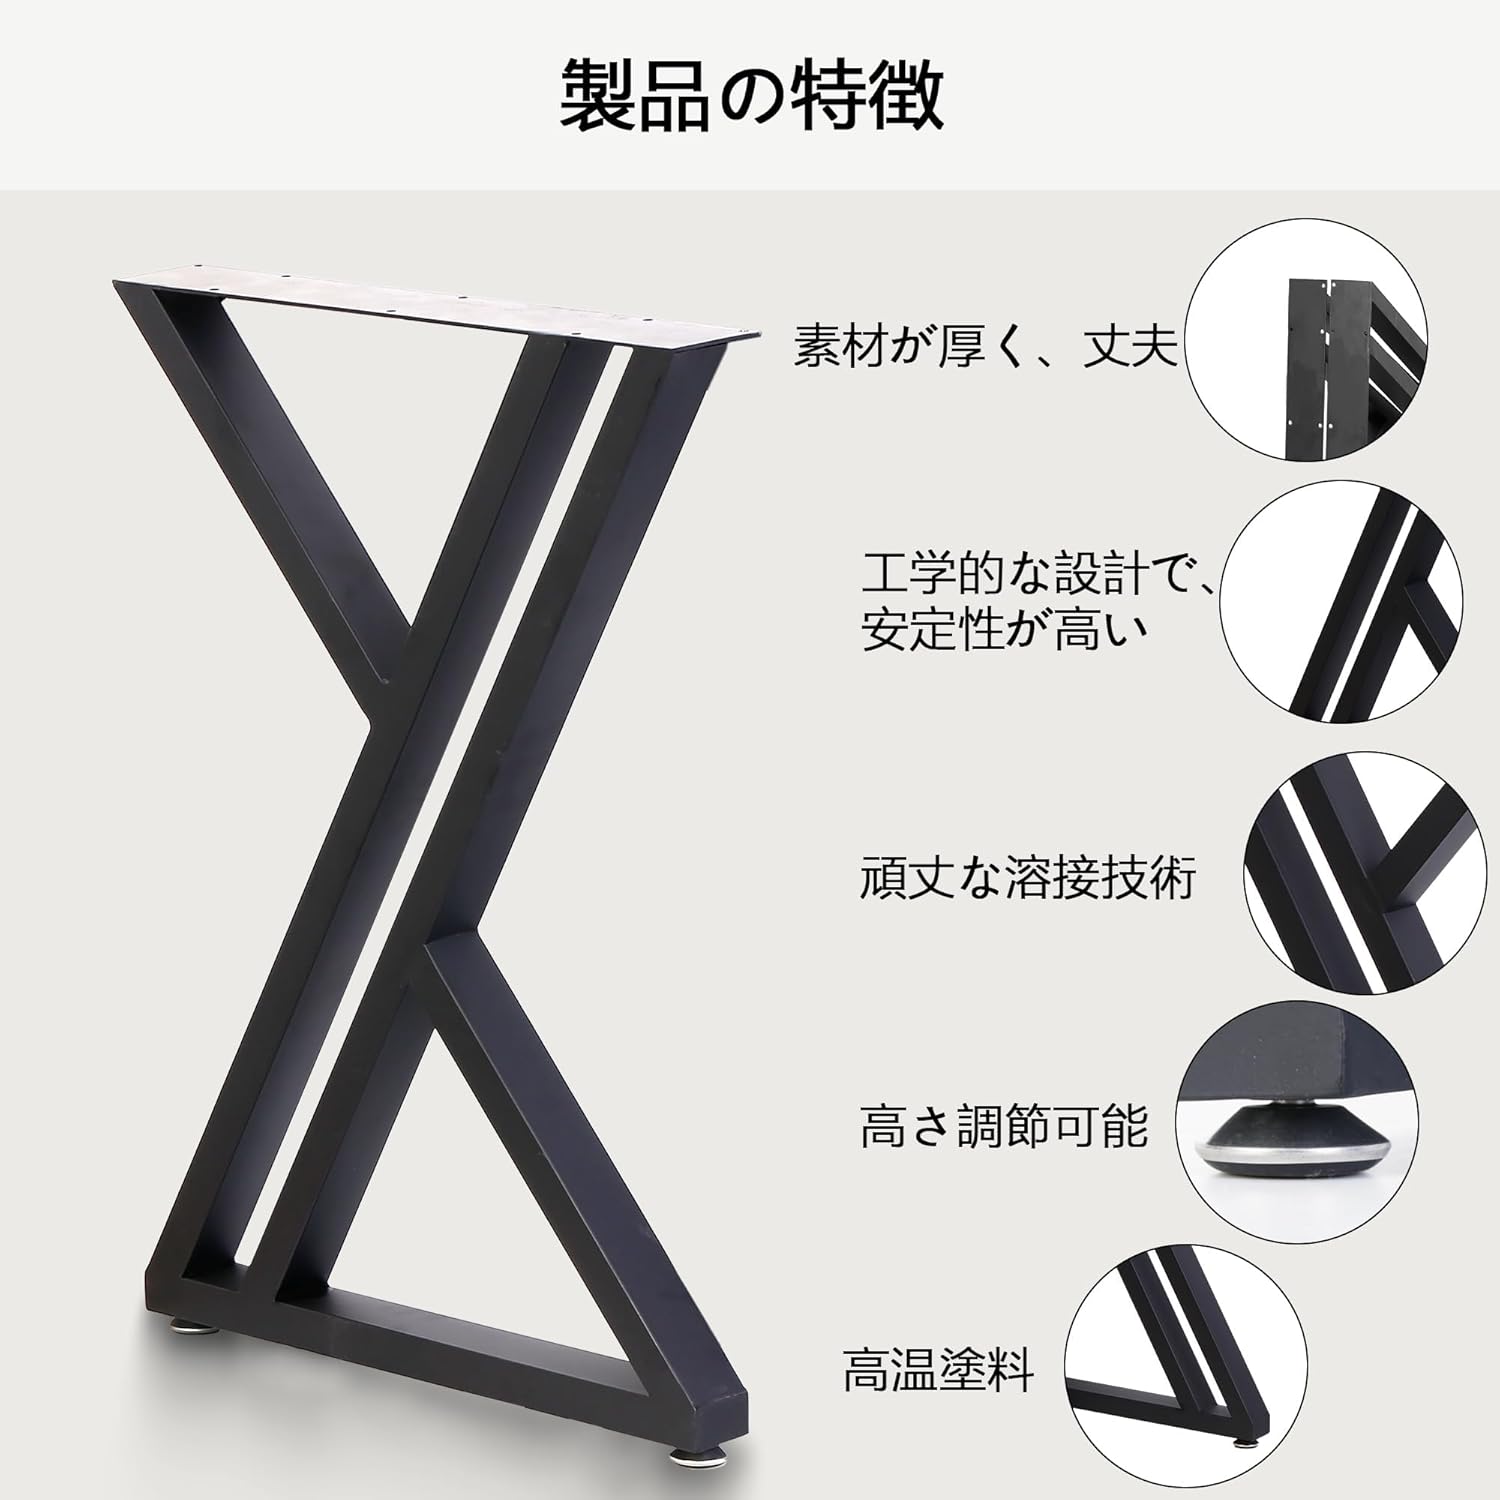 製品の特徴
素材が厚く、丈夫
工学的な設計で、
安定性が高い
頑丈な溶接技術
高さ調節可能
高温塗料